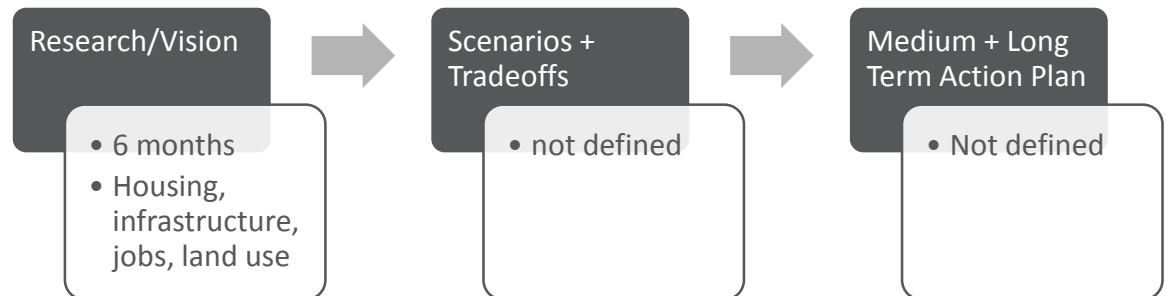 Research/Vision
• 6 months
• Housing,
infrastructure,
jobs, land use
Scenarios +
Tradeoffs
• not defined
Medium + Long
Term Action Plan
• Not defined